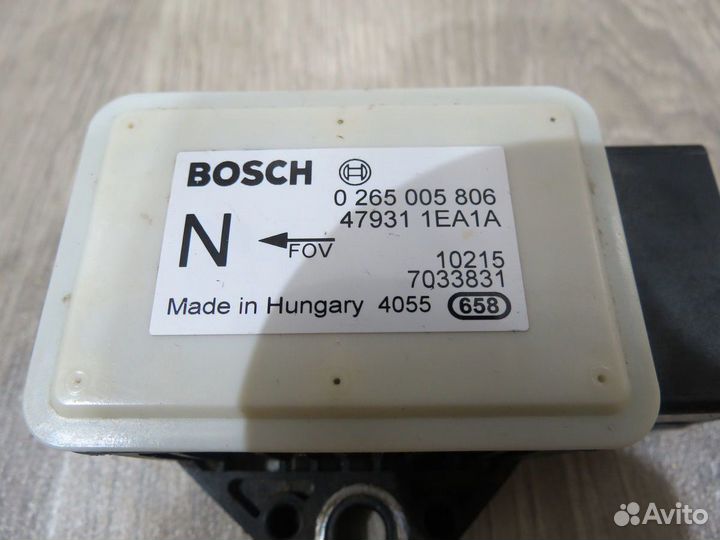 BOSCH
0 265 005 806
47931 1EA1A
N
FOV
10215
7033831
Made in Hungary 4055 658
Avito